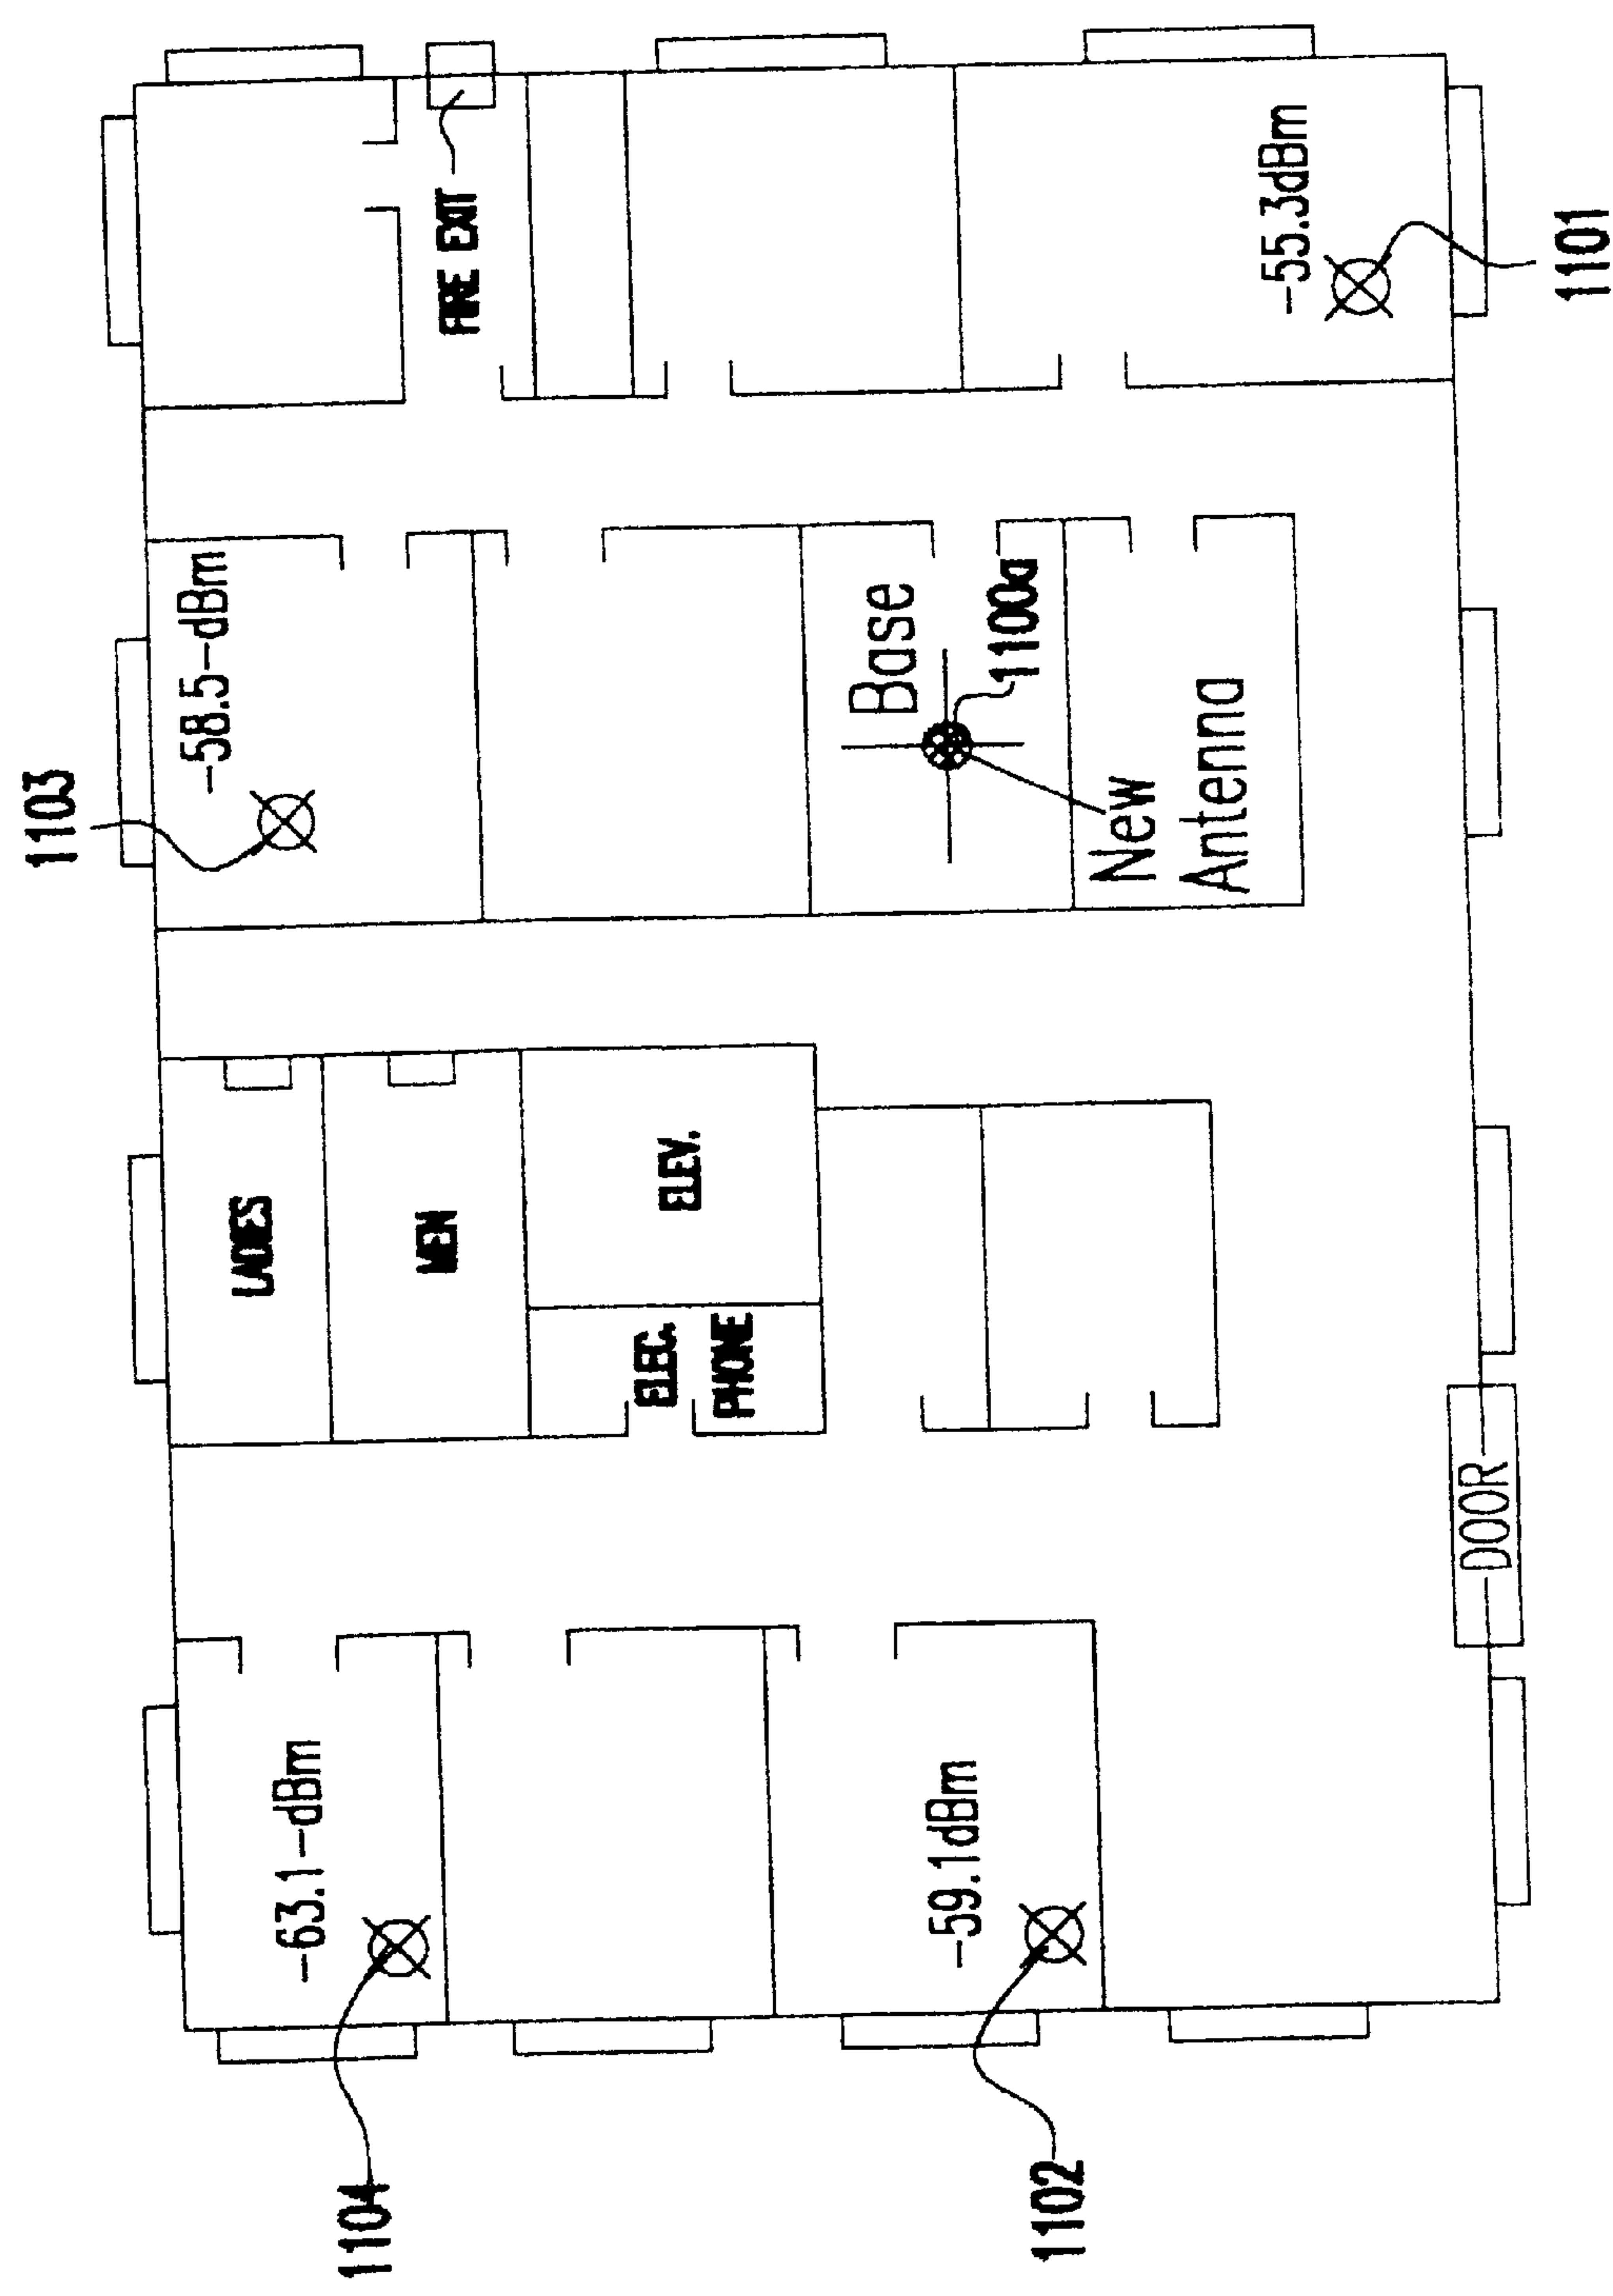 1103
-58.5-dBm
LADIES
-63.1-dBm
1104
MEN
FIRE EXIT
ELEC.
PHONE
ELEV.
Base
1100a
-59.1dBm
1102
New
Antenna
-55.3dBm
DOOR
1101